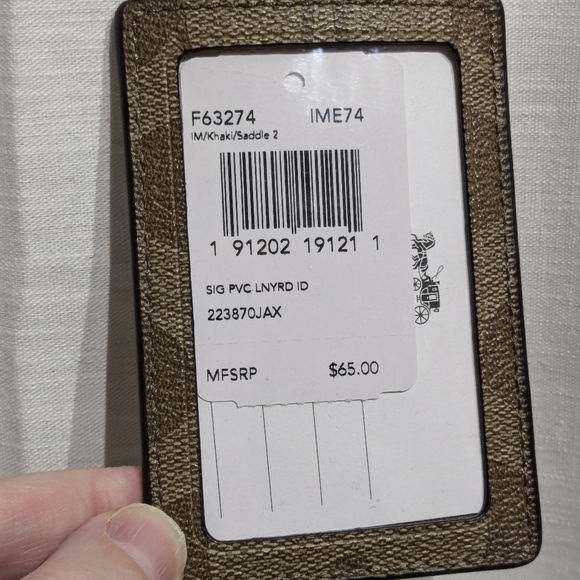 F63274 IME74
IM/Khaki/Saddle 2
1 91202 19121 1
SIG PVC LNYRD ID
223870JAX
MFSRP $65.00